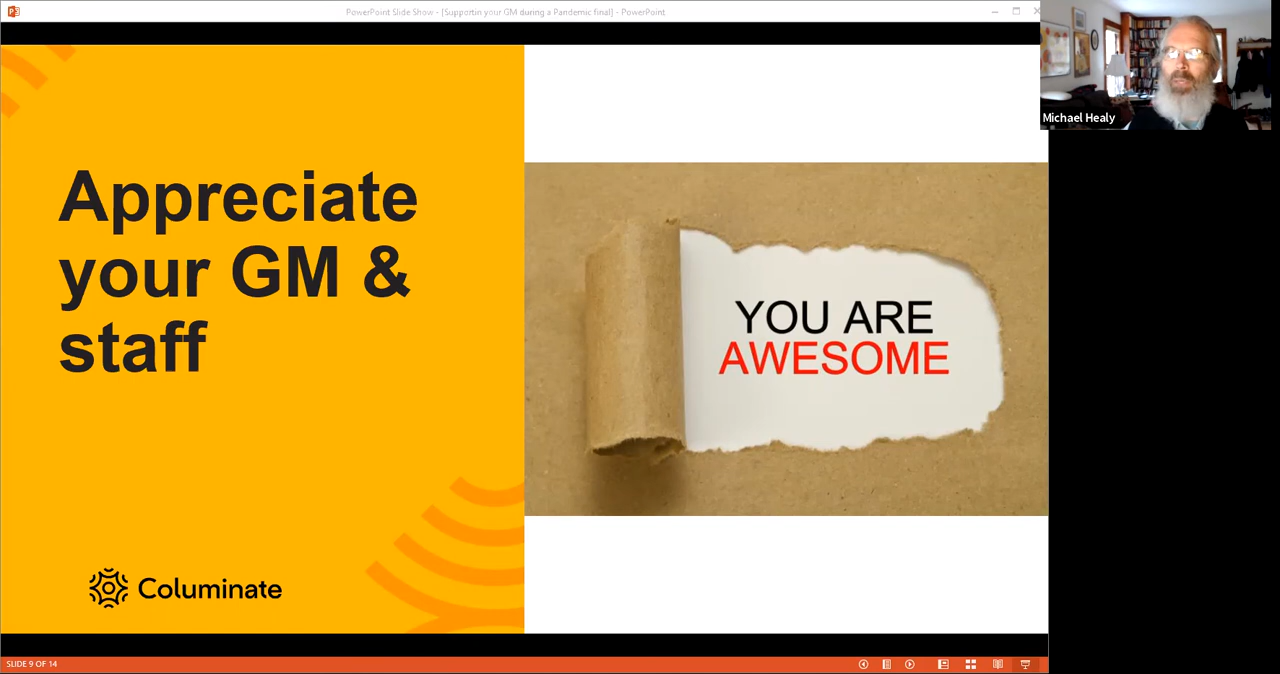 PowerPoint Slide Show - [Supportin your GM during a Pandemic final] - PowerPoint
Michael Healy
Appreciate
your GM &
staff
YOU ARE
AWESOME
Columinate
SLIDE 9 OF 14